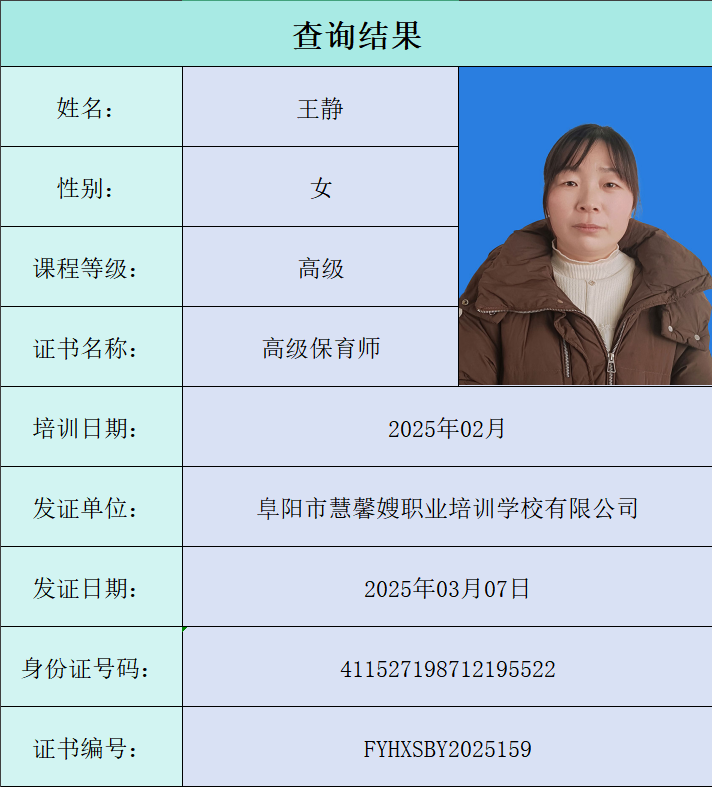 查询结果
姓名： 王静
性别： 女
课程等级： 高级
证书名称： 高级保育师
培训日期： 2025年02月
发证单位： 阜阳市慧馨嫂职业培训学校有限公司
发证日期： 2025年03月07日
身份证号码： 411527198712195522
证书编号： FYHXSBY2025159